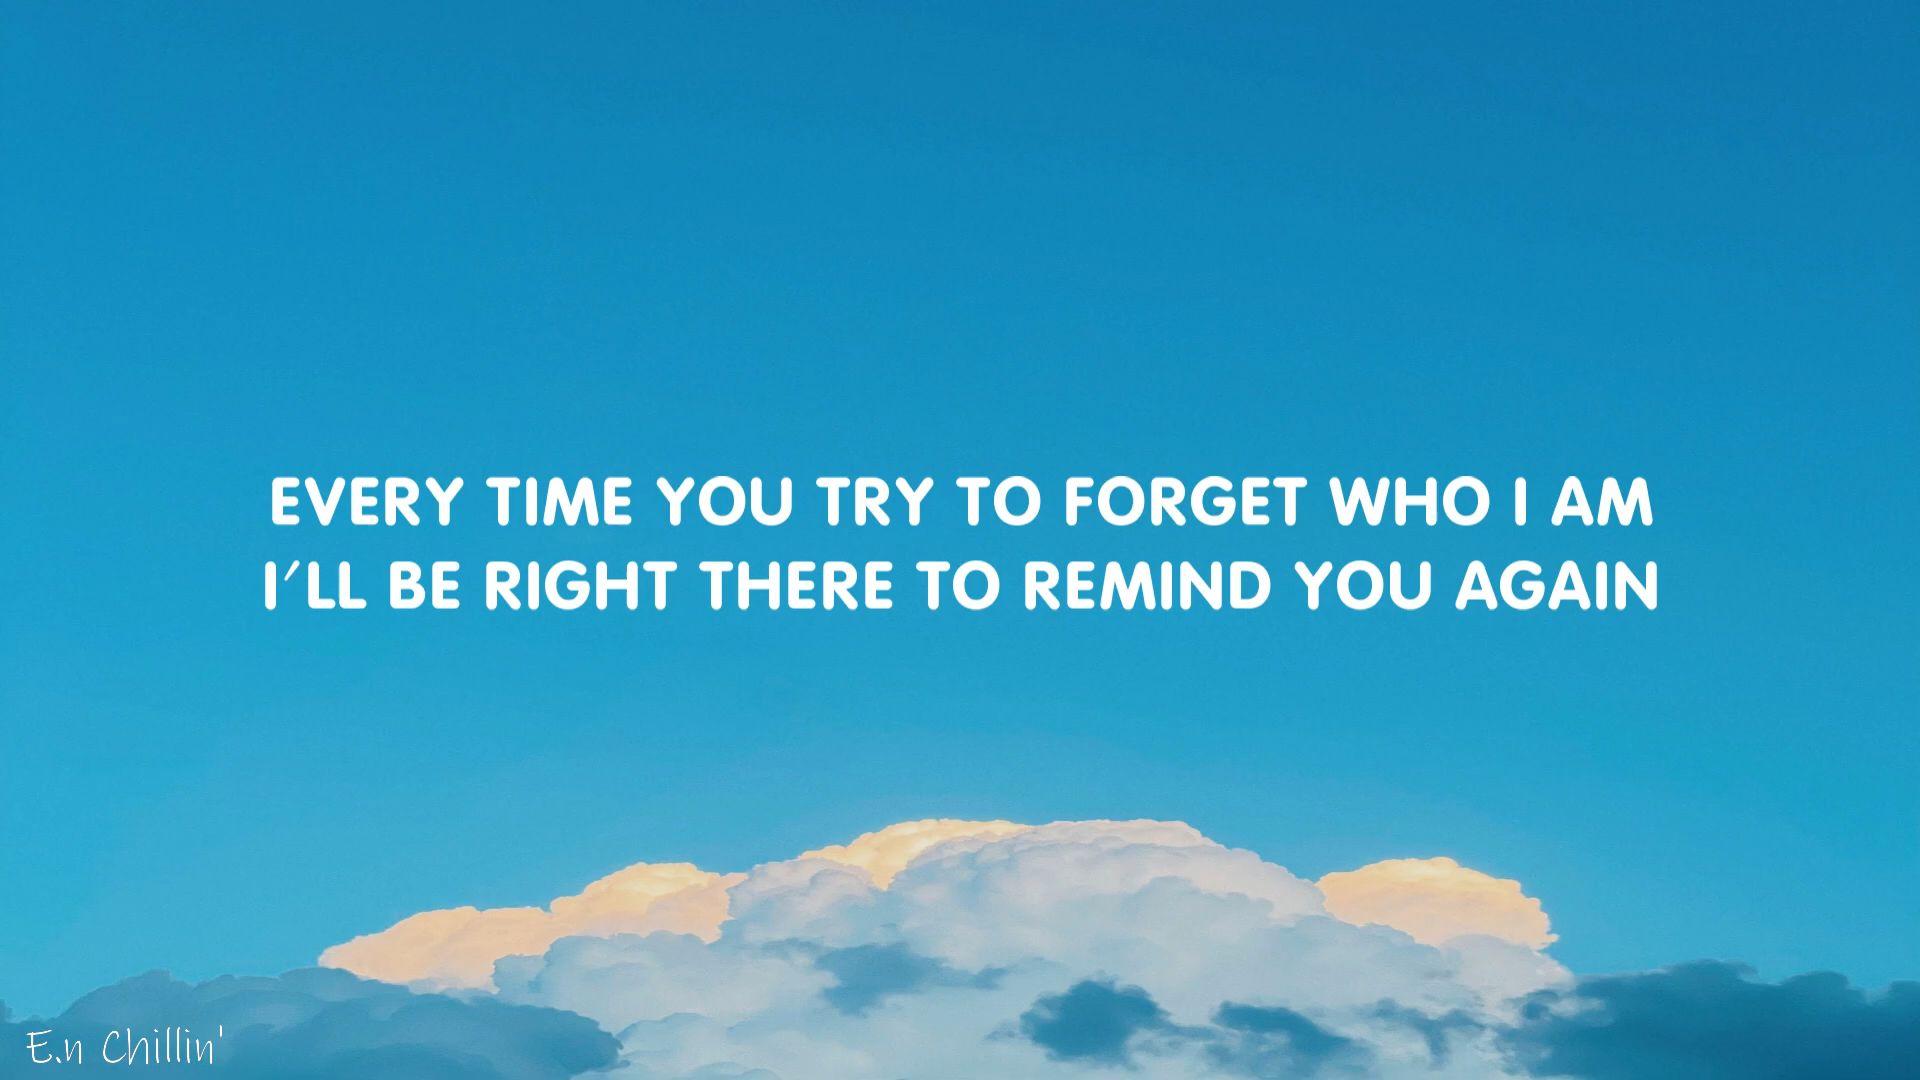 EVERY TIME YOU TRY TO FORGET WHO I AM
I'LL BE RIGHT THERE TO REMIND YOU AGAIN
E.n Chillin'